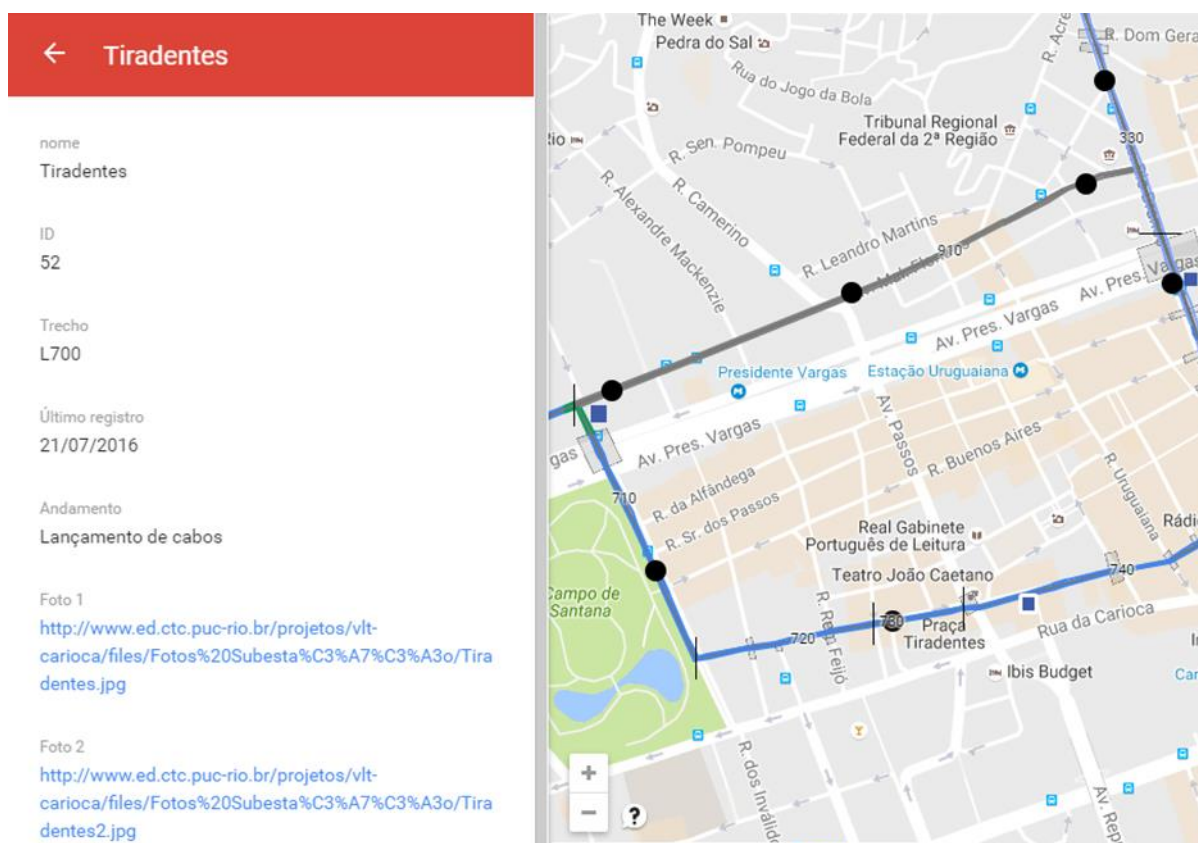 Tiradentes
nome
Tiradentes
ID
52
Trecho
L700
Último registro
21/07/2016
Andamento
Lançamento de cabos
Foto 1
http://www.ed.ctc.puc-rio.br/projetos/vlt-
carioca/files/Fotos%20Subesta%C3%A7%C3%A3o/Tira
dentes.jpg
Foto 2
http://www.ed.ctc.puc-rio.br/projetos/vlt-
carioca/files/Fotos%20Subesta%C3%A7%C3%A3o/Tira
dentes2.jpg
The Week
Pedra do Sal
R. Acre
R. Dom Gera
Rua do Jogo da Bola
Tribunal Regional
Federal da 2ª Região
330
R. Sen. Pompeu
R. Camerino
R. Alexandre Mackenzie
R. Leandro Martins
910
Av. Pres. Vargas
Av. Pres. Vargas
Presidente Vargas
Estação Uruguaiana
Av. Pres. Vargas
Av. Passos
R. Buenos Aires
R. Uruguaiana
gas
710
R. da Alfândega
R. Sr. dos Passos
Real Gabinete
Português de Leitura
Rádi
Teatro João Caetano
740
Campo de
Santana
R. Regn Feijó
720
730
Praça
Tiradentes
Rua da Carioca
Ibis Budget
Car
R. dos Inválido
Av. Rep
+
−
?